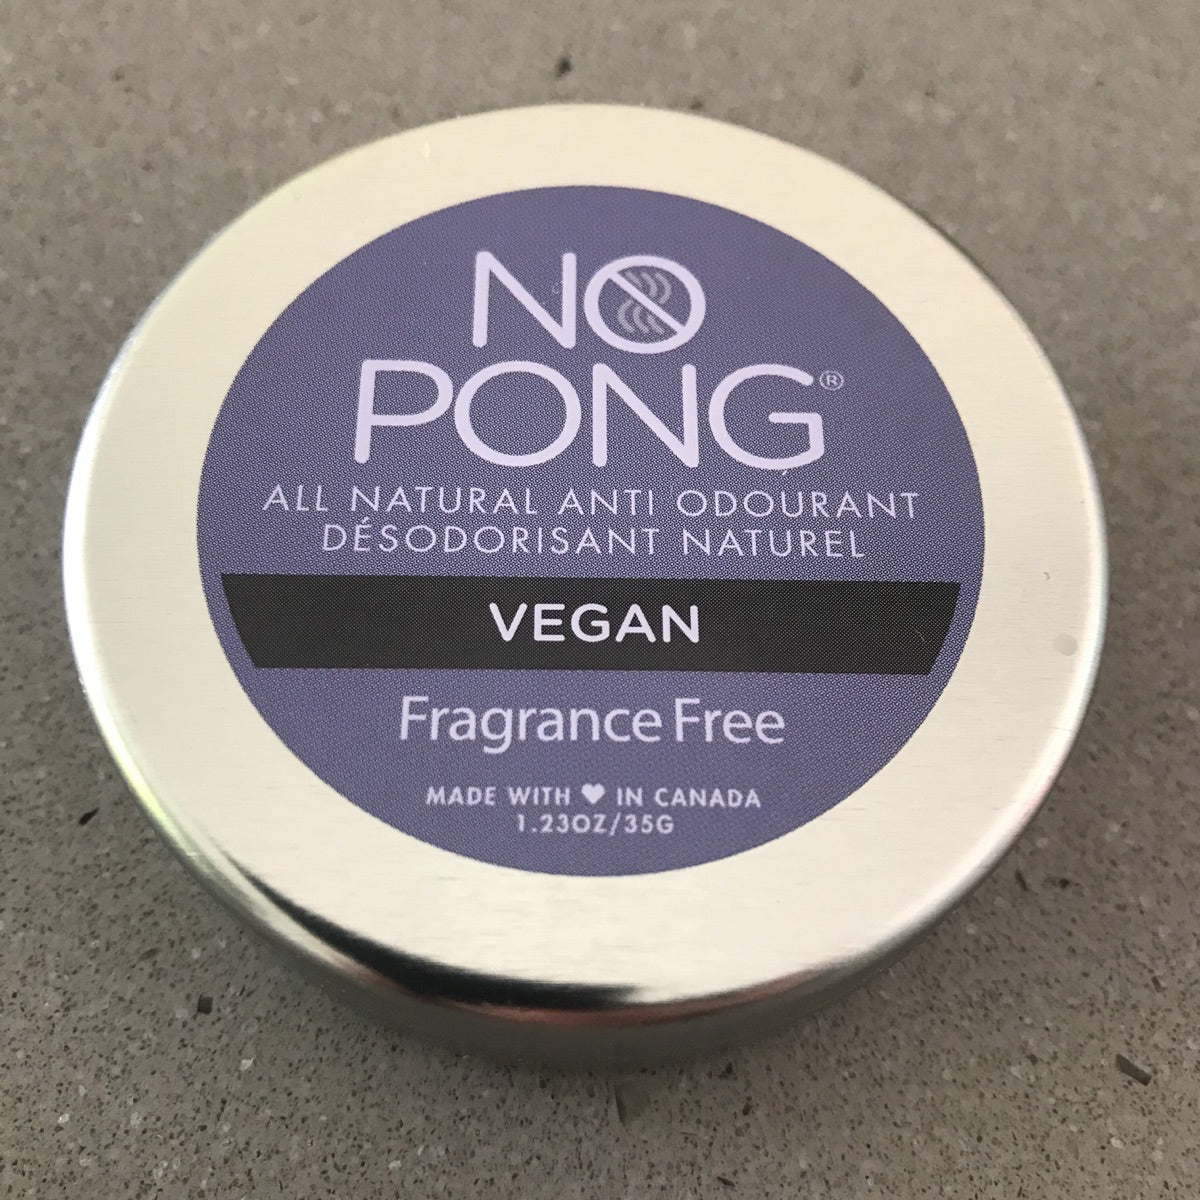 NO
PONG®
ALL NATURAL ANTI ODOURANT
DÉSODORISANT NATUREL
VEGAN
Fragrance Free
MADE WITH ♥ IN CANADA
1.23OZ/35G